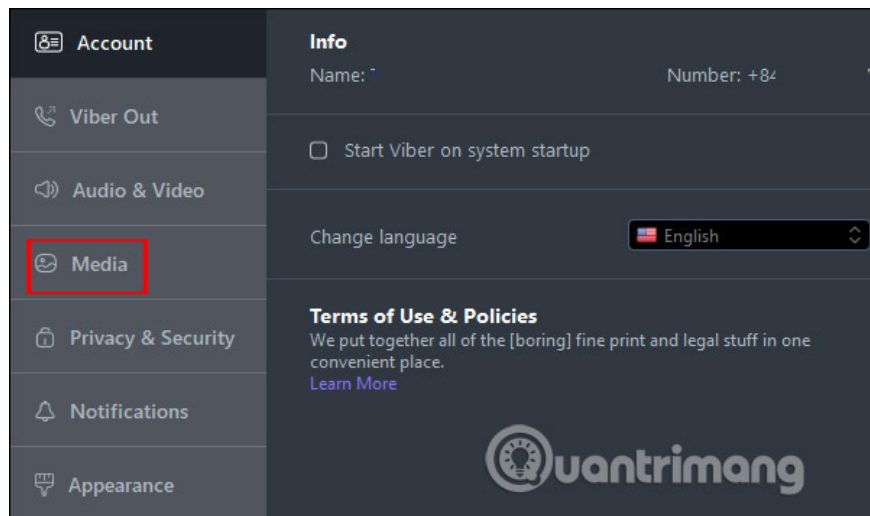 Account
Viber Out
Audio & Video
Media
Privacy & Security
Notifications
Appearance
Info
Name:
Number: +84
Start Viber on system startup
Change language
English
Terms of Use & Policies
We put together all of the [boring] fine print and legal stuff in one
convenient place.
Learn More
Quantrimang